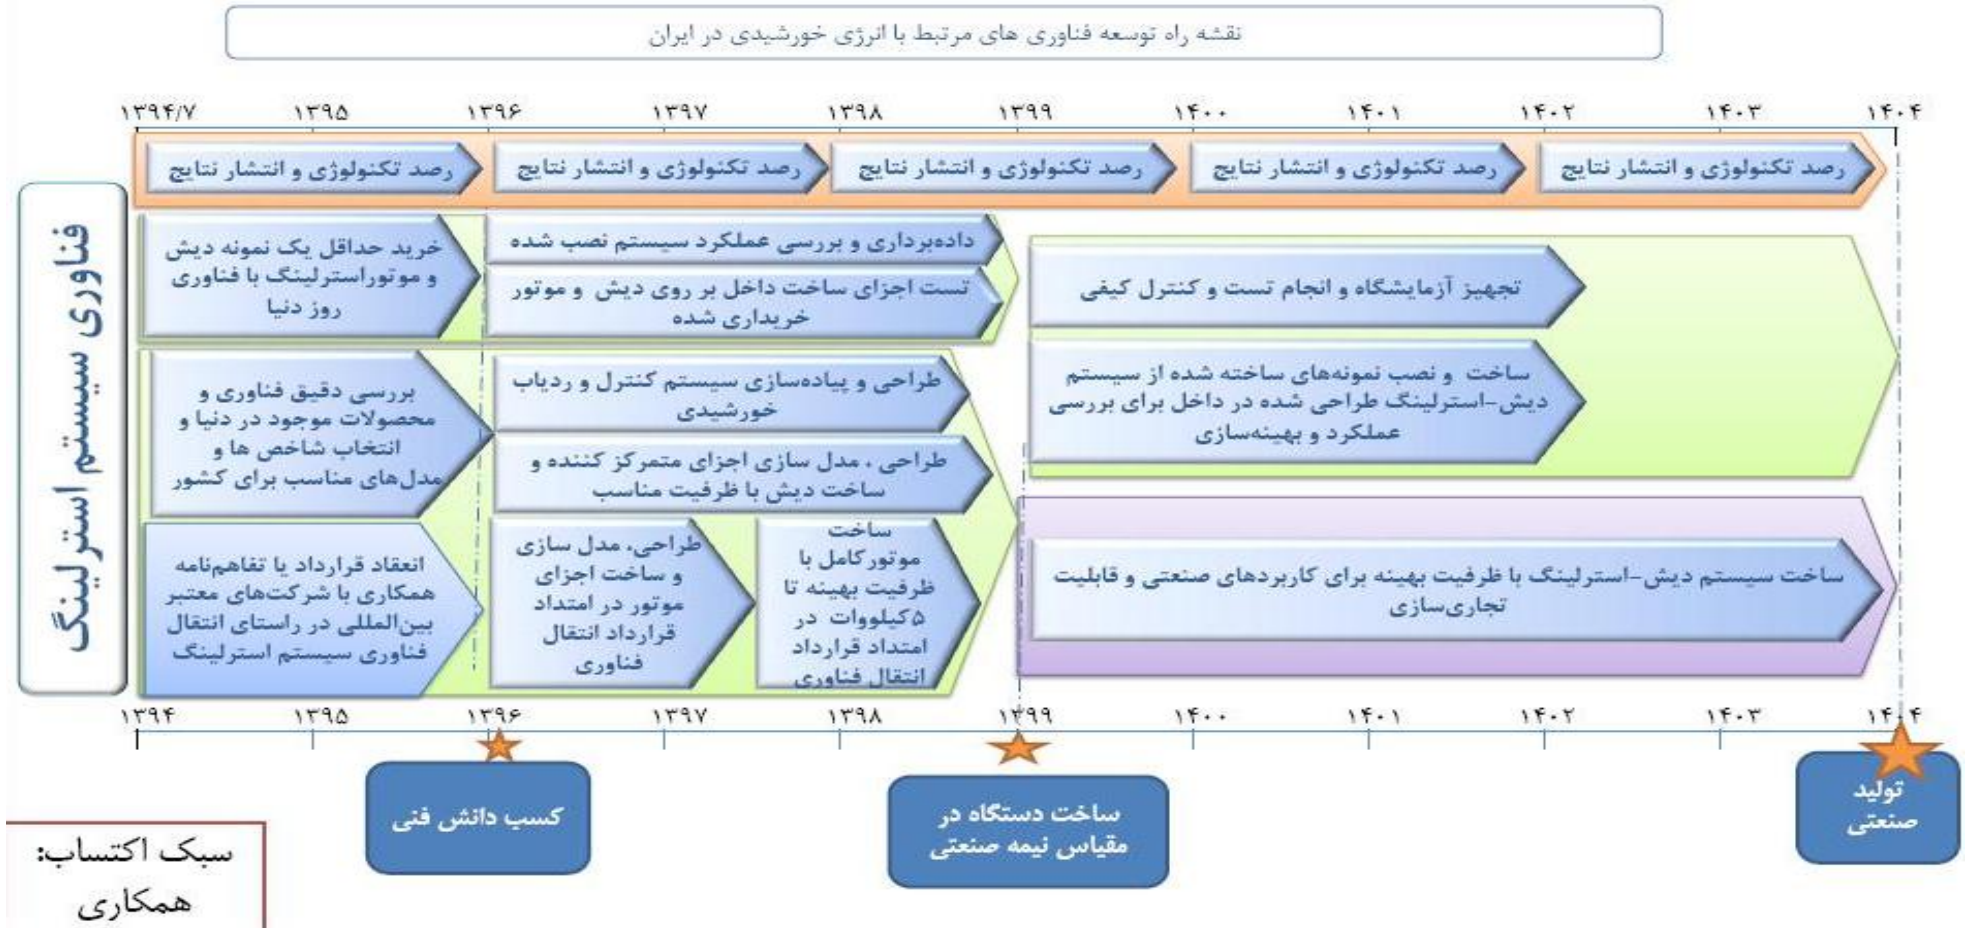 نقشه راه توسعه فناوری های مرتبط با انرژی خورشیدی در ایران
۱۳۹۴/۷ ۱۳۹۵ ۱۳۹۶ ۱۳۹۷ ۱۳۹۸ ۱۳۹۹ ۱۴۰۰ ۱۴۰۱ ۱۴۰۲ ۱۴۰۳ ۱۴۰۴
فناوری سیستم استرلینگ
رصد تکنولوژی و انتشار نتایج
رصد تکنولوژی و انتشار نتایج
رصد تکنولوژی و انتشار نتایج
رصد تکنولوژی و انتشار نتایج
رصد تکنولوژی و انتشار نتایج
خرید حداقل یک نمونه دیش
و موتوراسترلینگ با فناوری
روز دنیا
داده‌برداری و بررسی عملکرد سیستم نصب شده
تست اجزای ساخت داخل بر روی دیش و موتور
خریداری شده
تجهیز آزمایشگاه و انجام تست و کنترل کیفی
ساخت و نصب نمونه‌های ساخته شده از سیستم
دیش-استرلینگ طراحی شده در داخل برای بررسی
عملکرد و بهینه‌سازی
بررسی دقیق فناوری و
محصولات موجود در دنیا و
انتخاب شاخص ها و
مدل‌های مناسب برای کشور
طراحی و پیاده‌سازی سیستم کنترل و ردیاب
خورشیدی
طراحی ، مدل سازی اجزای متمرکز کننده و
ساخت دیش با ظرفیت مناسب
انعقاد قرارداد یا تفاهم‌نامه
همکاری با شرکت‌های معتبر
بین‌المللی در راستای انتقال
فناوری سیستم استرلینگ
طراحی، مدل سازی
و ساخت اجزای
موتور در امتداد
قرارداد انتقال
فناوری
ساخت
موتورکامل با
ظرفیت بهینه تا
۵کیلووات در
امتداد قرارداد
انتقال فناوری
ساخت سیستم دیش-استرلینگ با ظرفیت بهینه برای کاربردهای صنعتی و قابلیت
تجاری‌سازی
۱۳۹۴ ۱۳۹۵ ۱۳۹۶ ۱۳۹۷ ۱۳۹۸ ۱۳۹۹ ۱۴۰۰ ۱۴۰۱ ۱۴۰۲ ۱۴۰۳ ۱۴۰۴
کسب دانش فنی
ساخت دستگاه در
مقیاس نیمه صنعتی
تولید
صنعتی
سبک اکتساب:
همکاری